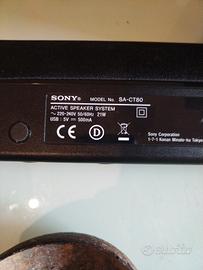 SONY® MODEL No. SA-CT80
ACTIVE SPEAKER SYSTEM
~ 220-240V 50/60Hz 21W
USB : 5V ⎓ 500mA
Sony Corporation
1-7-1 Konan Minato-ku Tokyo
subito